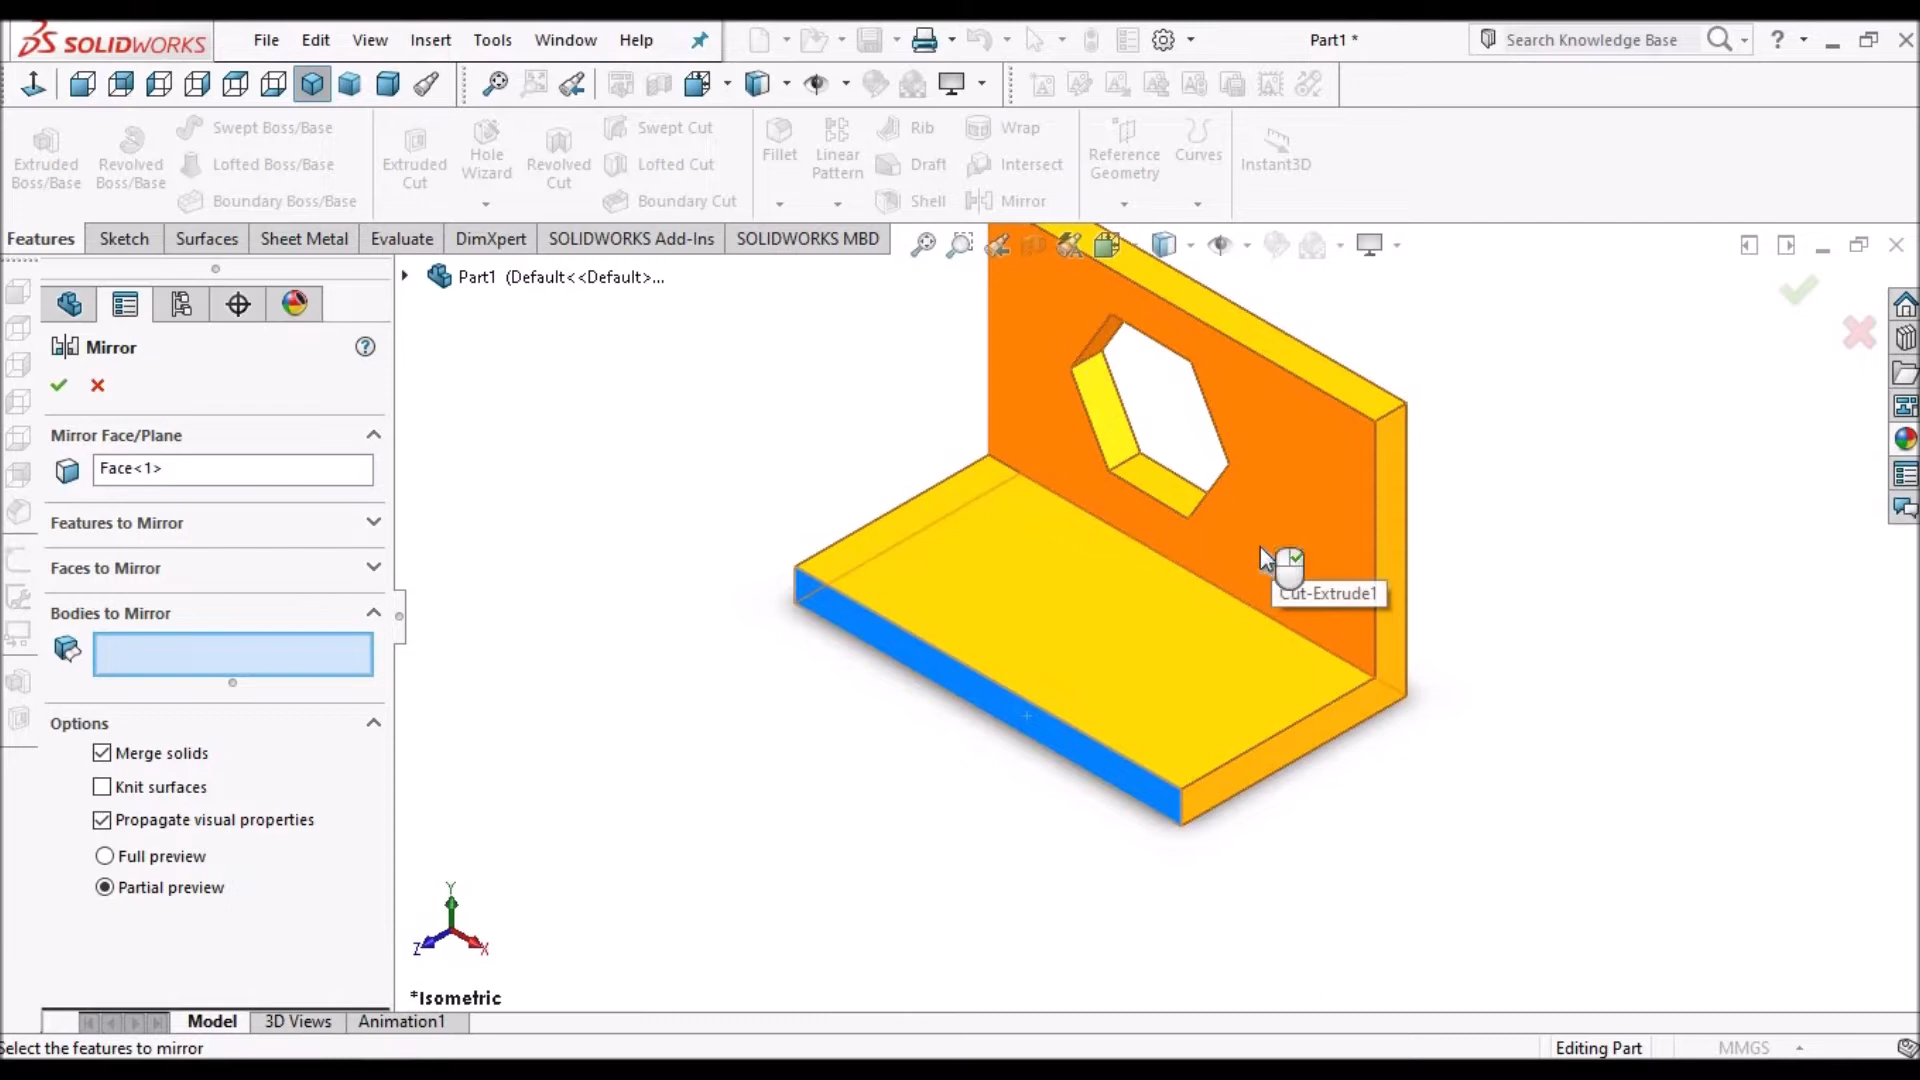 SOLIDWORKS File Edit View Insert Tools Window Help Part1 * Search Knowledge Base ?
Extruded Boss/Base
Revolved Boss/Base
Swept Boss/Base
Lofted Boss/Base
Boundary Boss/Base
Extruded Cut
Hole Wizard
Revolved Cut
Swept Cut
Lofted Cut
Boundary Cut
Fillet
Linear Pattern
Rib
Draft
Shell
Wrap
Intersect
Mirror
Reference Geometry
Curves
Instant3D
Features Sketch Surfaces Sheet Metal Evaluate DimXpert SOLIDWORKS Add-Ins SOLIDWORKS MBD
Part1 (Default<<Default>...
Mirror ?
Mirror Face/Plane
Face<1>
Features to Mirror
Faces to Mirror
Bodies to Mirror
Options
Merge solids
Knit surfaces
Propagate visual properties
Full preview
Partial preview
Cut-Extrude1
Y
Z X
*Isometric
Model 3D Views Animation1
Select the features to mirror Editing Part MMGS